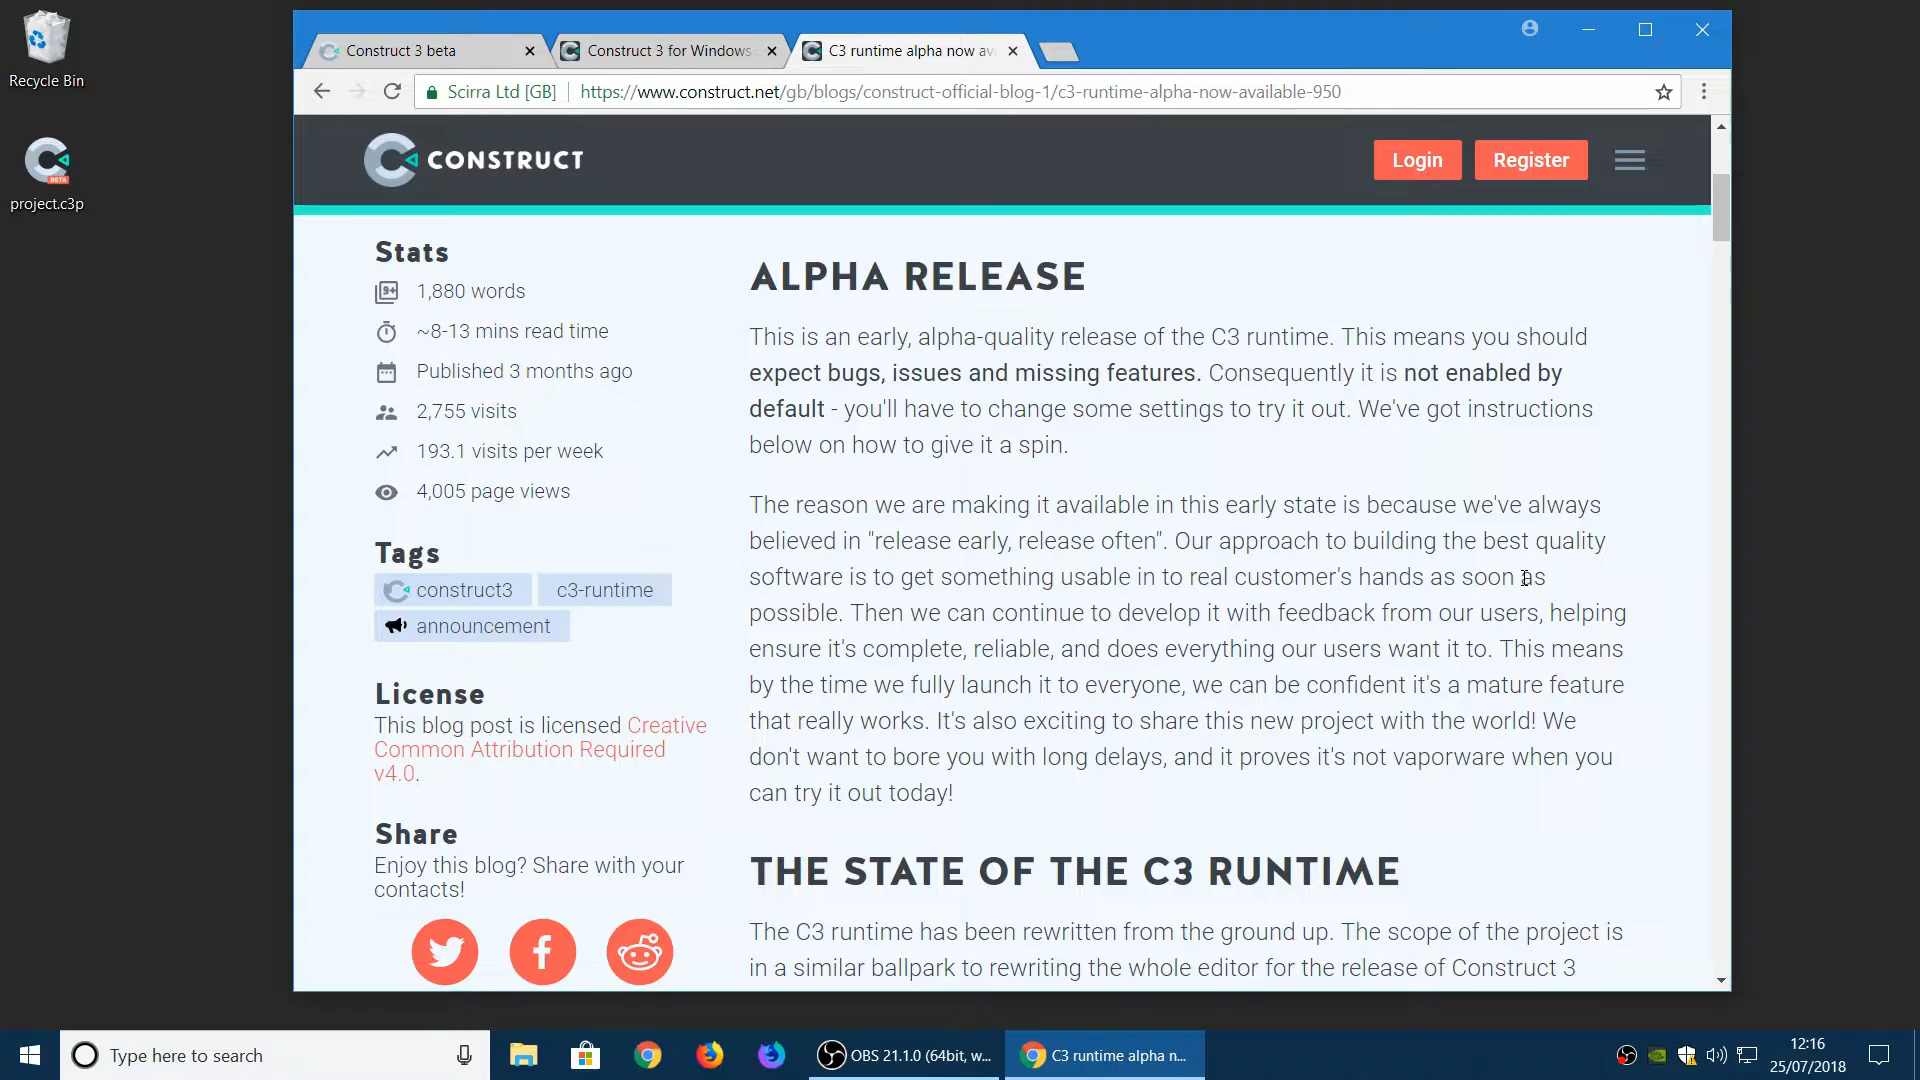 Recycle Bin
project.c3p
Construct 3 beta
Construct 3 for Windows
C3 runtime alpha now av
Scirra Ltd [GB]
https://www.construct.net/gb/blogs/construct-official-blog-1/c3-runtime-alpha-now-available-950
CONSTRUCT
Login
Register
Stats
9+
1,880 words
~8-13 mins read time
Published 3 months ago
2,755 visits
193.1 visits per week
4,005 page views
Tags
construct3
c3-runtime
announcement
License
This blog post is licensed Creative
Common Attribution Required
v4.0.
Share
Enjoy this blog? Share with your
contacts!
ALPHA RELEASE
This is an early, alpha-quality release of the C3 runtime. This means you should
expect bugs, issues and missing features. Consequently it is not enabled by
default - you'll have to change some settings to try it out. We've got instructions
below on how to give it a spin.
The reason we are making it available in this early state is because we've always
believed in "release early, release often". Our approach to building the best quality
software is to get something usable in to real customer's hands as soon as
possible. Then we can continue to develop it with feedback from our users, helping
ensure it's complete, reliable, and does everything our users want it to. This means
by the time we fully launch it to everyone, we can be confident it's a mature feature
that really works. It's also exciting to share this new project with the world! We
don't want to bore you with long delays, and it proves it's not vaporware when you
can try it out today!
THE STATE OF THE C3 RUNTIME
The C3 runtime has been rewritten from the ground up. The scope of the project is
in a similar ballpark to rewriting the whole editor for the release of Construct 3
Type here to search
OBS 21.1.0 (64bit, w...
C3 runtime alpha n...
12:16
25/07/2018
BETA